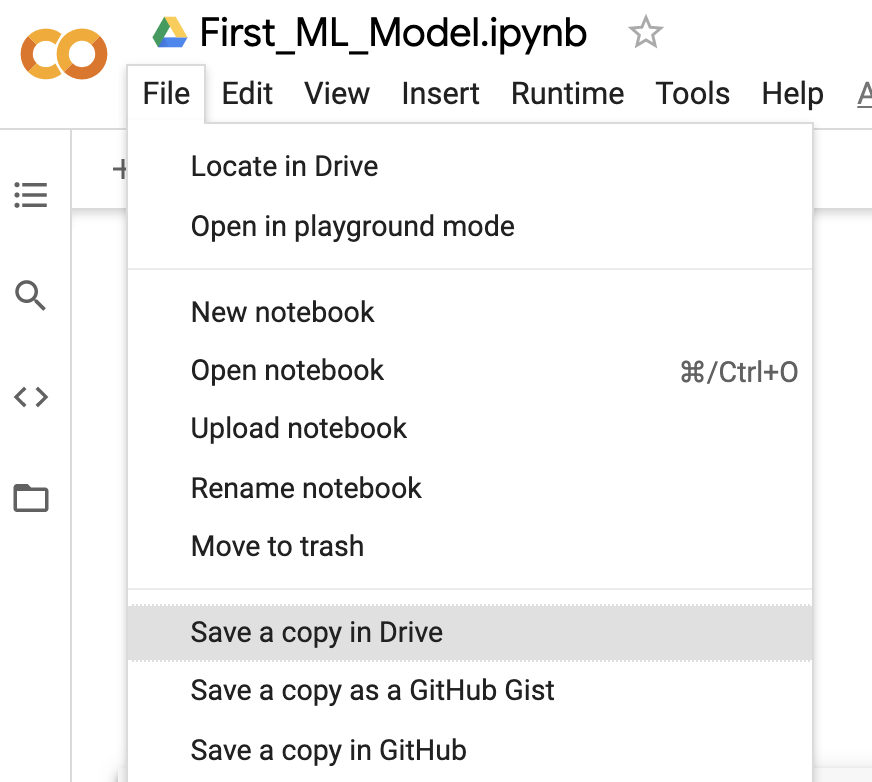 First_ML_Model.ipynb
File Edit View Insert Runtime Tools Help A
Locate in Drive
Open in playground mode
New notebook
Open notebook ⌘/Ctrl+O
Upload notebook
Rename notebook
Move to trash
Save a copy in Drive
Save a copy as a GitHub Gist
Save a copy in GitHub